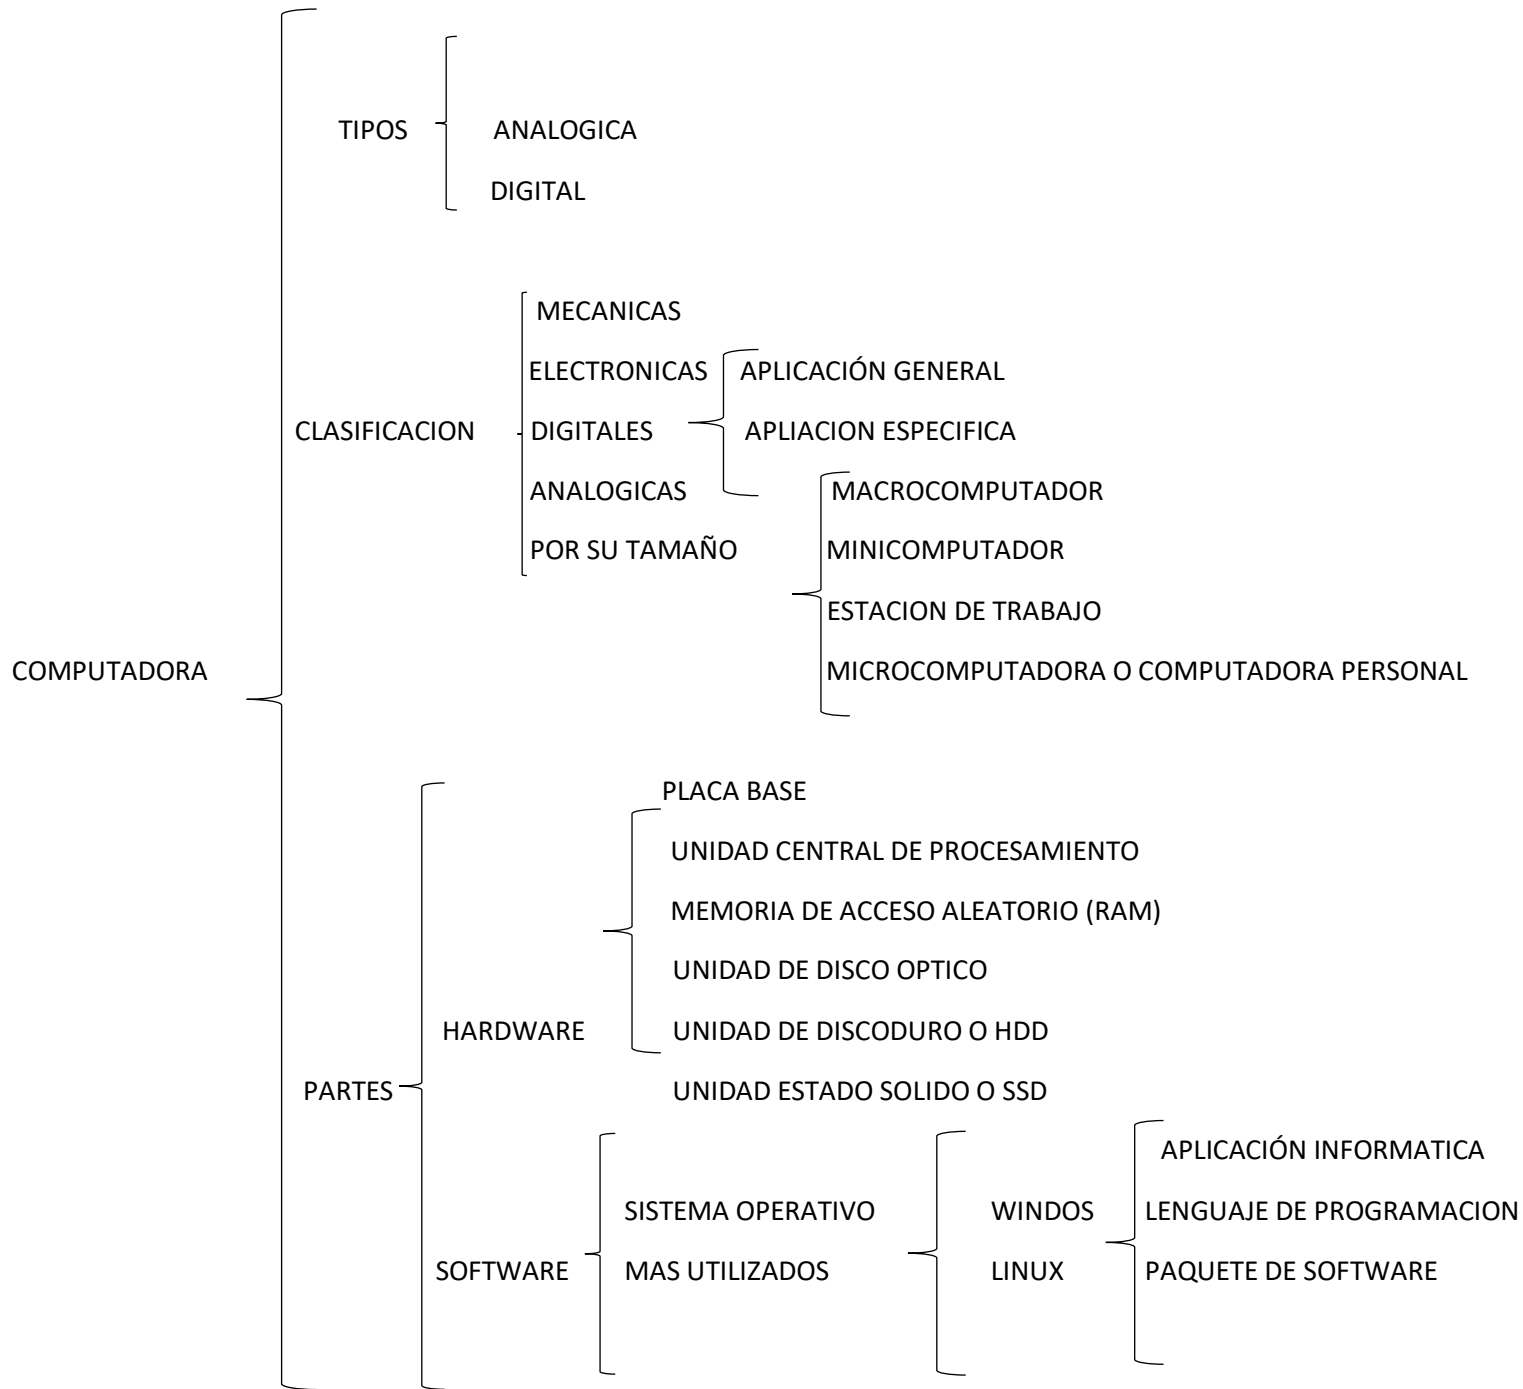 TIPOS ANALOGICA
DIGITAL
MECANICAS
ELECTRONICAS APLICACIÓN GENERAL
CLASIFICACION DIGITALES APLIACION ESPECIFICA
ANALOGICAS MACROCOMPUTADOR
POR SU TAMAÑO MINICOMPUTADOR
ESTACION DE TRABAJO
COMPUTADORA MICROCOMPUTADORA O COMPUTADORA PERSONAL
PLACA BASE
UNIDAD CENTRAL DE PROCESAMIENTO
MEMORIA DE ACCESO ALEATORIO (RAM)
UNIDAD DE DISCO OPTICO
HARDWARE UNIDAD DE DISCODURO O HDD
PARTES UNIDAD ESTADO SOLIDO O SSD
APLICACIÓN INFORMATICA
SISTEMA OPERATIVO WINDOS LENGUAJE DE PROGRAMACION
SOFTWARE MAS UTILIZADOS LINUX PAQUETE DE SOFTWARE